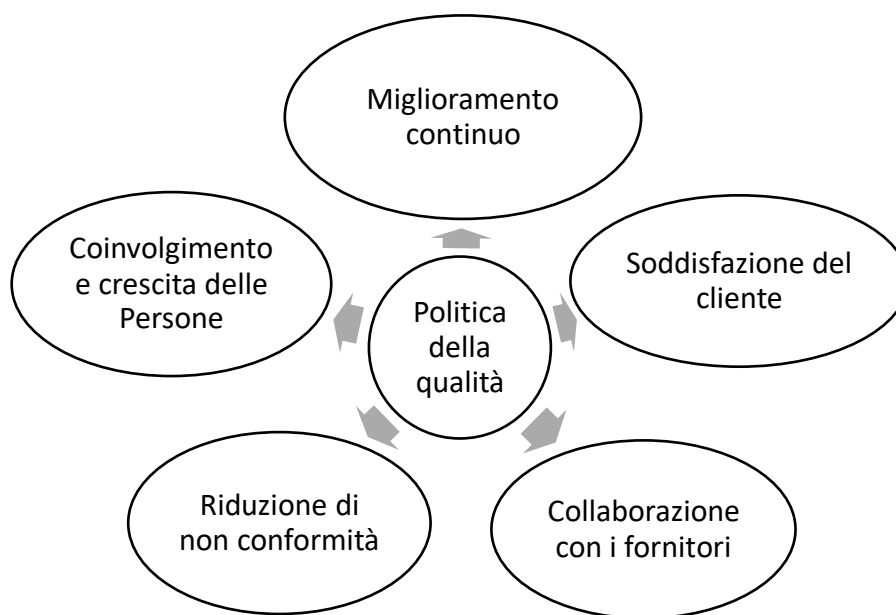 Miglioramento
continuo
Coinvolgimento
e crescita delle
Persone
Soddisfazione del
cliente
Politica
della
qualità
Riduzione di
non conformità
Collaborazione
con i fornitori